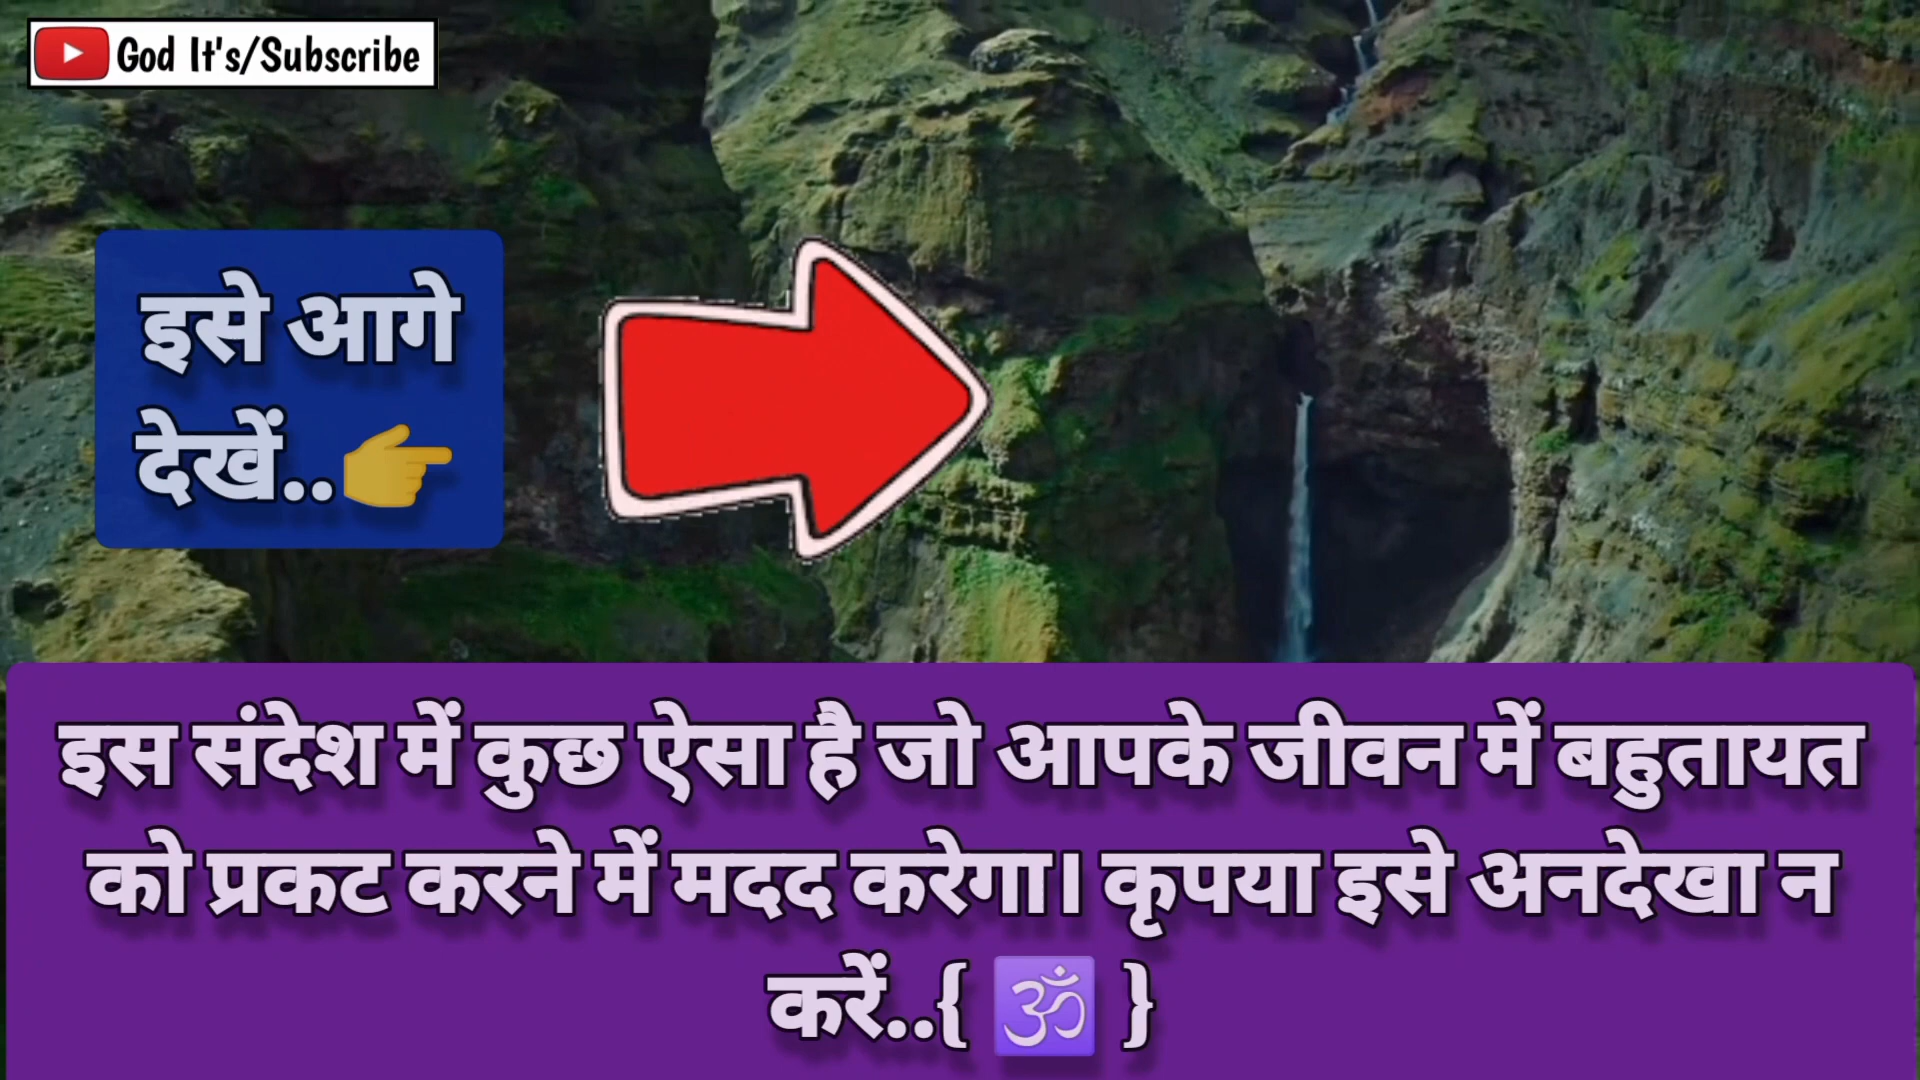 God It's/Subscribe
इसे आगे
देखें..👉
इस संदेश में कुछ ऐसा है जो आपके जीवन में बहुतायत
को प्रकट करने में मदद करेगा। कृपया इसे अनदेखा न
करें..{ 🕉 }